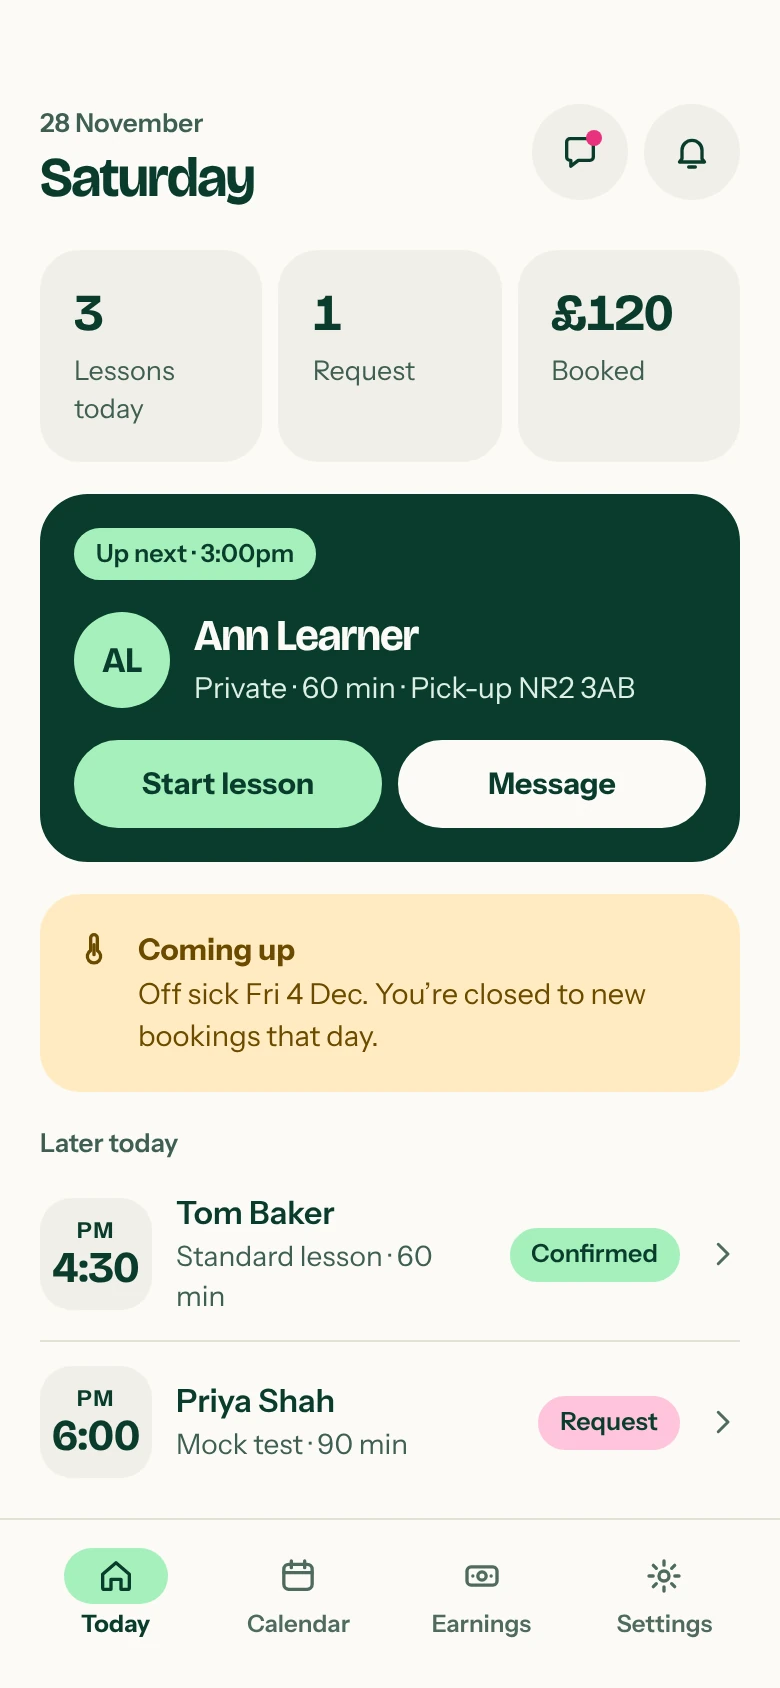 28 November
Saturday
3
Lessons
today
1
Request
£120
Booked
Up next · 3:00pm
AL
Ann Learner
Private · 60 min · Pick-up NR2 3AB
Start lesson
Message
Coming up
Off sick Fri 4 Dec. You’re closed to new
bookings that day.
Later today
PM
4:30
Tom Baker
Standard lesson · 60
min
Confirmed
PM
6:00
Priya Shah
Mock test · 90 min
Request
Today
Calendar
Earnings
Settings